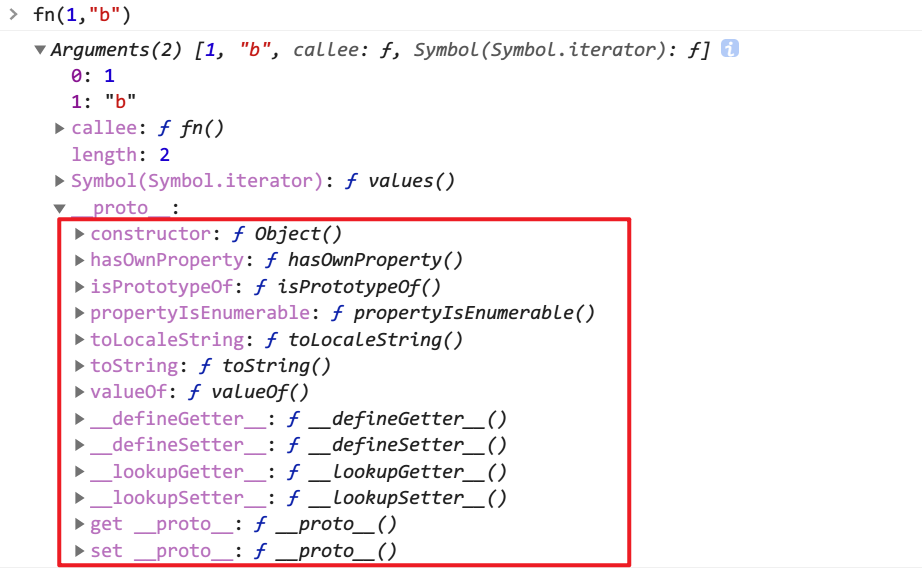 > fn(1,"b")
▼Arguments(2) [1, "b", callee: ƒ, Symbol(Symbol.iterator): ƒ] i
0: 1
1: "b"
▶callee: ƒ fn()
length: 2
▶Symbol(Symbol.iterator): ƒ values()
▼__proto__:
▶constructor: ƒ Object()
▶hasOwnProperty: ƒ hasOwnProperty()
▶isPrototypeOf: ƒ isPrototypeOf()
▶propertyIsEnumerable: ƒ propertyIsEnumerable()
▶toLocaleString: ƒ toLocaleString()
▶toString: ƒ toString()
▶valueOf: ƒ valueOf()
▶__defineGetter__: ƒ __defineGetter__()
▶__defineSetter__: ƒ __defineSetter__()
▶__lookupGetter__: ƒ __lookupGetter__()
▶__lookupSetter__: ƒ __lookupSetter__()
▶get __proto__: ƒ __proto__()
▶set __proto__: ƒ __proto__()